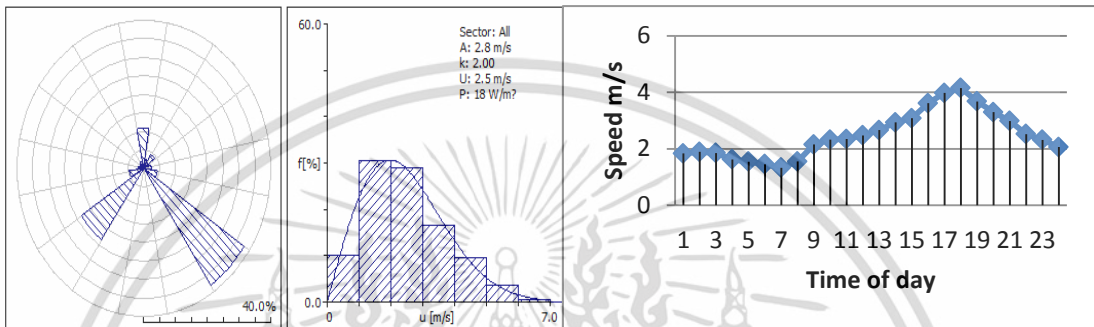 40.0%
60.0
Sector: All
A: 2.8 m/s
k: 2.00
U: 2.5 m/s
P: 18 W/m?
f[%]
0.0
0 u [m/s] 7.0
Speed m/s
6
4
2
0
1 3 5 7 9 11 13 15 17 19 21 23
Time of day